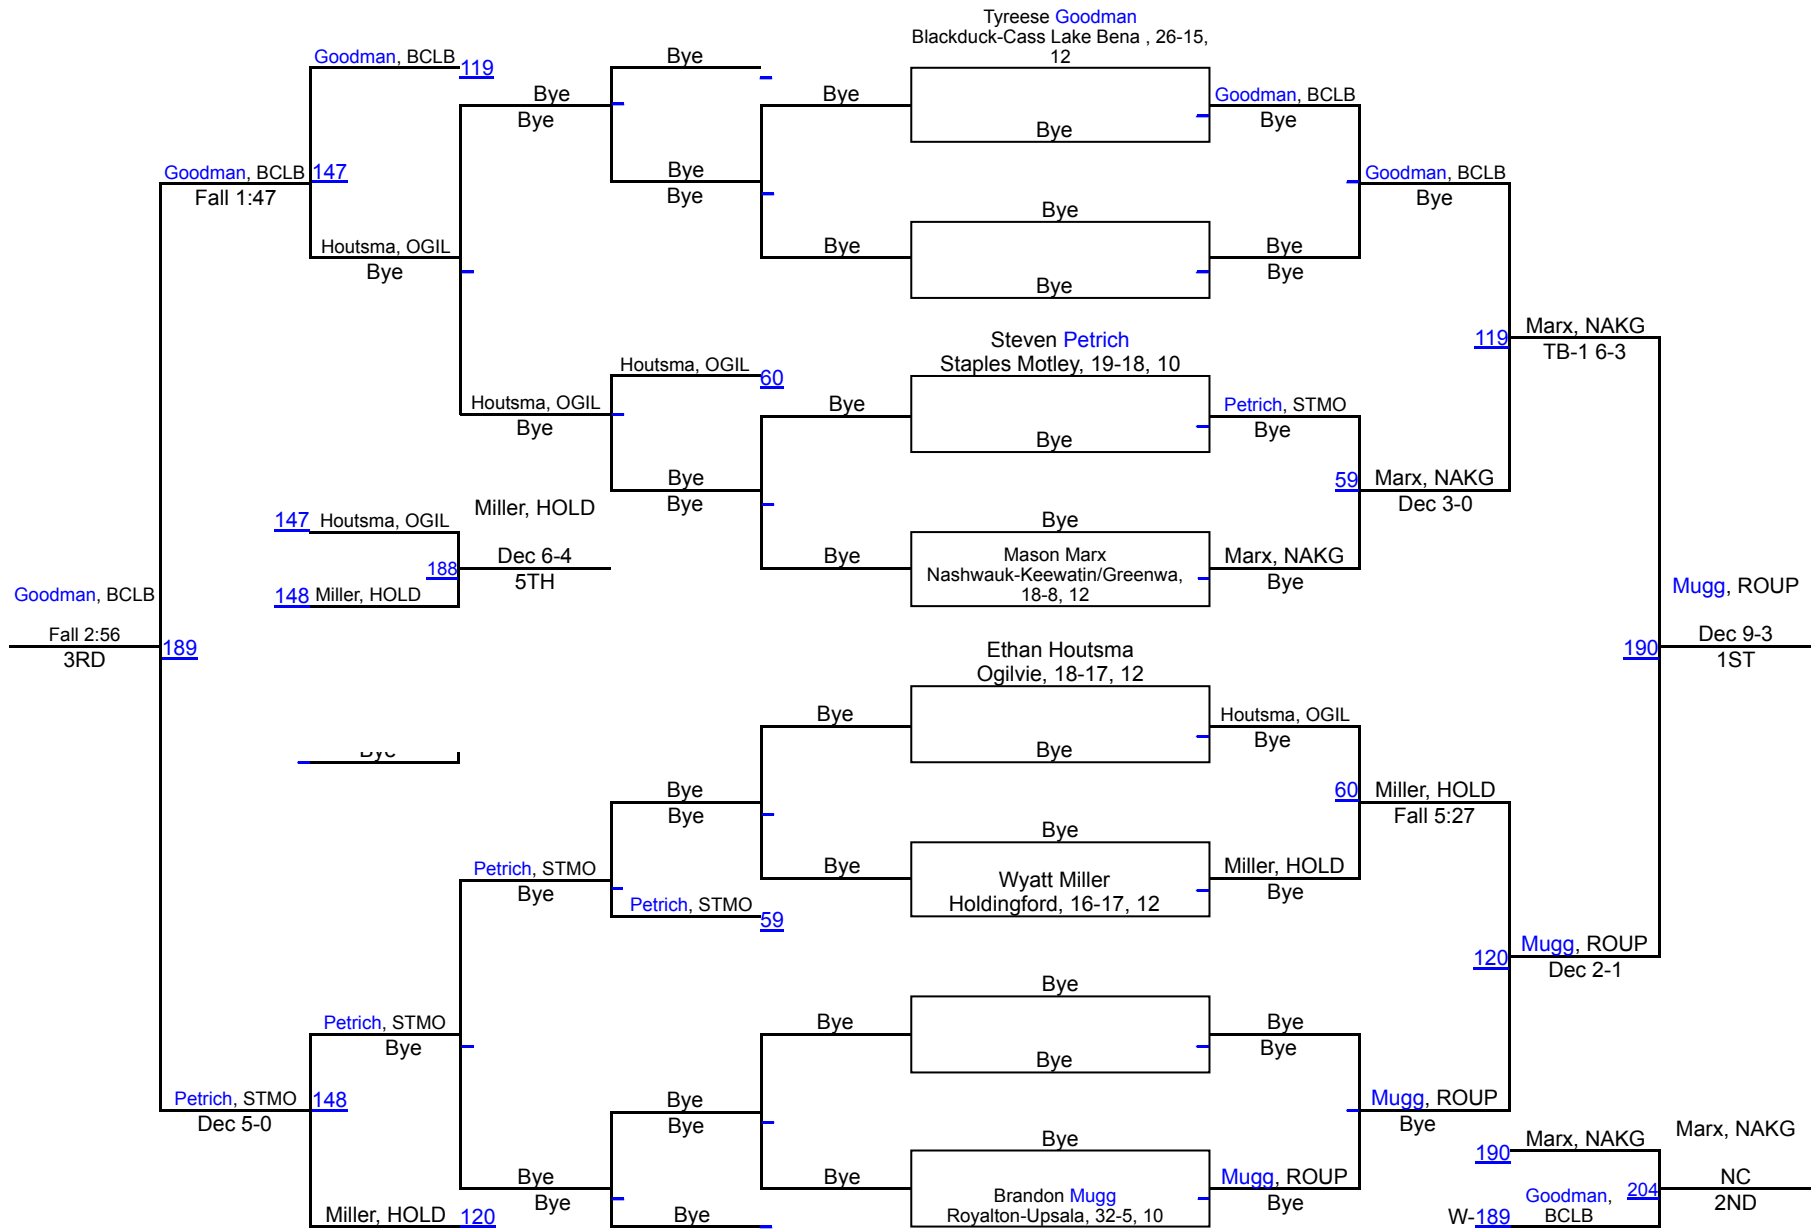 Tyreese Goodman
Blackduck-Cass Lake Bena , 26-15,
12
Goodman, BCLB
119
Bye
Bye
Bye
Bye
Goodman, BCLB
Bye
Bye
Goodman, BCLB
147
Fall 1:47
Bye
Bye
Goodman, BCLB
Bye
Houtsma, OGIL
Bye
Bye
Bye
Bye
Bye
Bye
Steven Petrich
Staples Motley, 19-18, 10
119
Marx, NAKG
TB-1 6-3
Houtsma, OGIL
60
Houtsma, OGIL
Bye
Bye
Petrich, STMO
Bye
Bye
Bye
Bye
59
Marx, NAKG
Dec 3-0
Miller, HOLD
147
Houtsma, OGIL
188
Dec 6-4
5TH
148
Miller, HOLD
Bye
Bye
Mason Marx
Nashwauk-Keewatin/Greenwa,
18-8, 12
Marx, NAKG
Bye
Goodman, BCLB
Fall 2:56
3RD
189
Mugg, ROUP
190
Dec 9-3
1ST
Ethan Houtsma
Ogilvie, 18-17, 12
Bye
Houtsma, OGIL
Bye
Bye
Bye
Bye
Bye
60
Miller, HOLD
Fall 5:27
Bye
Petrich, STMO
Bye
Bye
Wyatt Miller
Holdingford, 16-17, 12
Miller, HOLD
Bye
Petrich, STMO
59
120
Mugg, ROUP
Dec 2-1
Bye
Petrich, STMO
Bye
Bye
Bye
Bye
Bye
Petrich, STMO
148
Dec 5-0
Bye
Bye
Mugg, ROUP
Bye
Bye
Bye
Bye
Bye
Brandon Mugg
Royalton-Upsala, 32-5, 10
Mugg, ROUP
Bye
Miller, HOLD
120
Bye
190
Marx, NAKG
Marx, NAKG
204
NC
2ND
W-189
Goodman,
BCLB